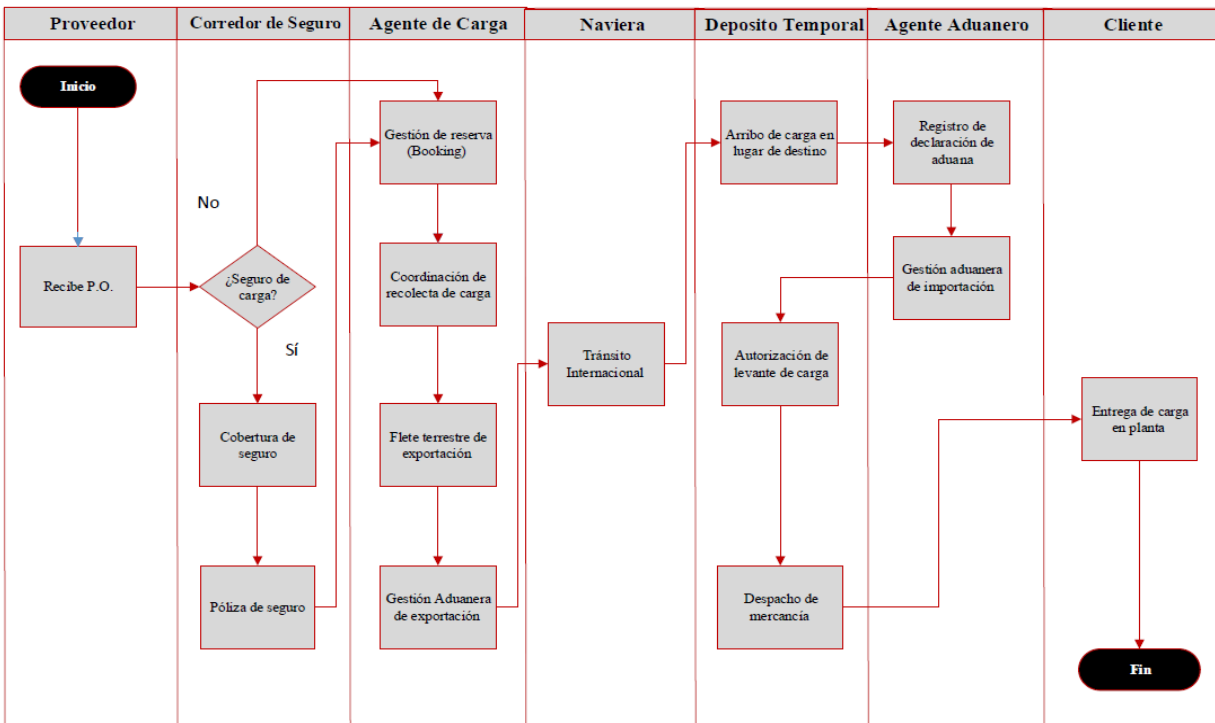 Proveedor
Corredor de Seguro
Agente de Carga
Naviera
Deposito Temporal
Agente Aduanero
Cliente
Inicio
Recibe P.O.
No
¿Seguro de
carga?
Sí
Cobertura de
seguro
Póliza de seguro
Gestión de reserva
(Booking)
Coordinación de
recolecta de carga
Flete terrestre de
exportación
Gestión Aduanera
de exportación
Tránsito
Internacional
Arribo de carga en
lugar de destino
Registro de
declaración de
aduana
Gestión aduanera
de importación
Autorización de
levante de carga
Despacho de
mercancía
Entrega de carga
en planta
Fin